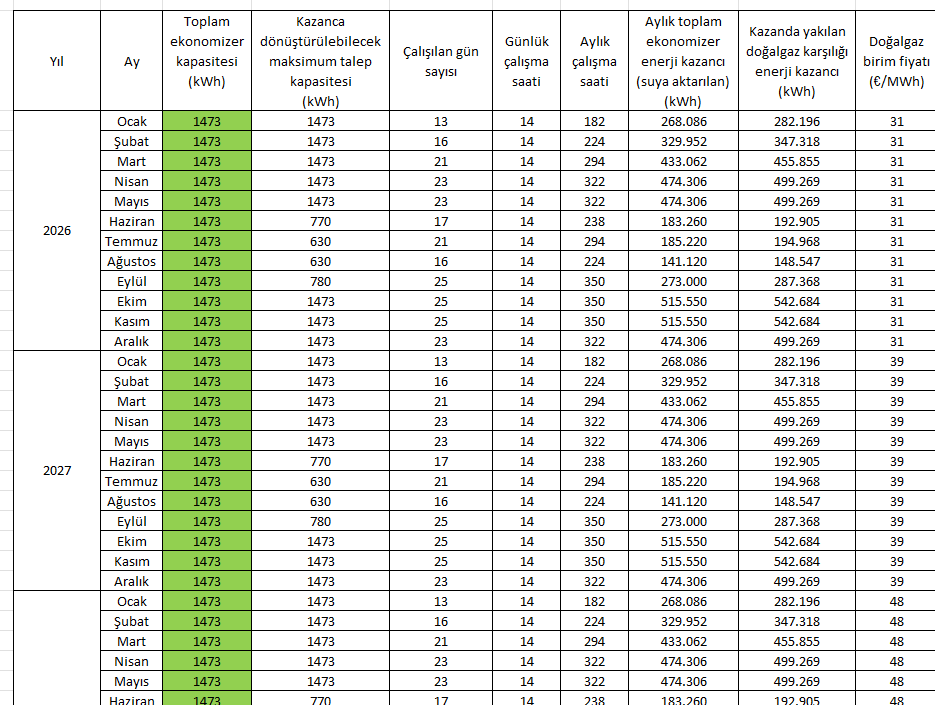 Yıl Ay Toplam ekonomizer kapasitesi (kWh) Kazanca dönüştürülebilecek maksimum talep kapasitesi (kWh) Çalışılan gün sayısı Günlük çalışma saati Aylık çalışma saati Aylık toplam ekonomizer enerji kazancı (suya aktarılan) (kWh) Kazanda yakılan doğalgaz karşılığı enerji kazancı (kWh) Doğalgaz birim fiyatı (€/MWh)
2026
Ocak 1473 1473 13 14 182 268.086 282.196 31
Şubat 1473 1473 16 14 224 329.952 347.318 31
Mart 1473 1473 21 14 294 433.062 455.855 31
Nisan 1473 1473 23 14 322 474.306 499.269 31
Mayıs 1473 1473 23 14 322 474.306 499.269 31
Haziran 1473 770 17 14 238 183.260 192.905 31
Temmuz 1473 630 21 14 294 185.220 194.968 31
Ağustos 1473 630 16 14 224 141.120 148.547 31
Eylül 1473 780 25 14 350 273.000 287.368 31
Ekim 1473 1473 25 14 350 515.550 542.684 31
Kasım 1473 1473 25 14 350 515.550 542.684 31
Aralık 1473 1473 23 14 322 474.306 499.269 31
2027
Ocak 1473 1473 13 14 182 268.086 282.196 39
Şubat 1473 1473 16 14 224 329.952 347.318 39
Mart 1473 1473 21 14 294 433.062 455.855 39
Nisan 1473 1473 23 14 322 474.306 499.269 39
Mayıs 1473 1473 23 14 322 474.306 499.269 39
Haziran 1473 770 17 14 238 183.260 192.905 39
Temmuz 1473 630 21 14 294 185.220 194.968 39
Ağustos 1473 630 16 14 224 141.120 148.547 39
Eylül 1473 780 25 14 350 273.000 287.368 39
Ekim 1473 1473 25 14 350 515.550 542.684 39
Kasım 1473 1473 25 14 350 515.550 542.684 39
Aralık 1473 1473 23 14 322 474.306 499.269 39
Ocak 1473 1473 13 14 182 268.086 282.196 48
Şubat 1473 1473 16 14 224 329.952 347.318 48
Mart 1473 1473 21 14 294 433.062 455.855 48
Nisan 1473 1473 23 14 322 474.306 499.269 48
Mayıs 1473 1473 23 14 322 474.306 499.269 48
Haziran 1473 770 17 14 238 183.260 192.905 48